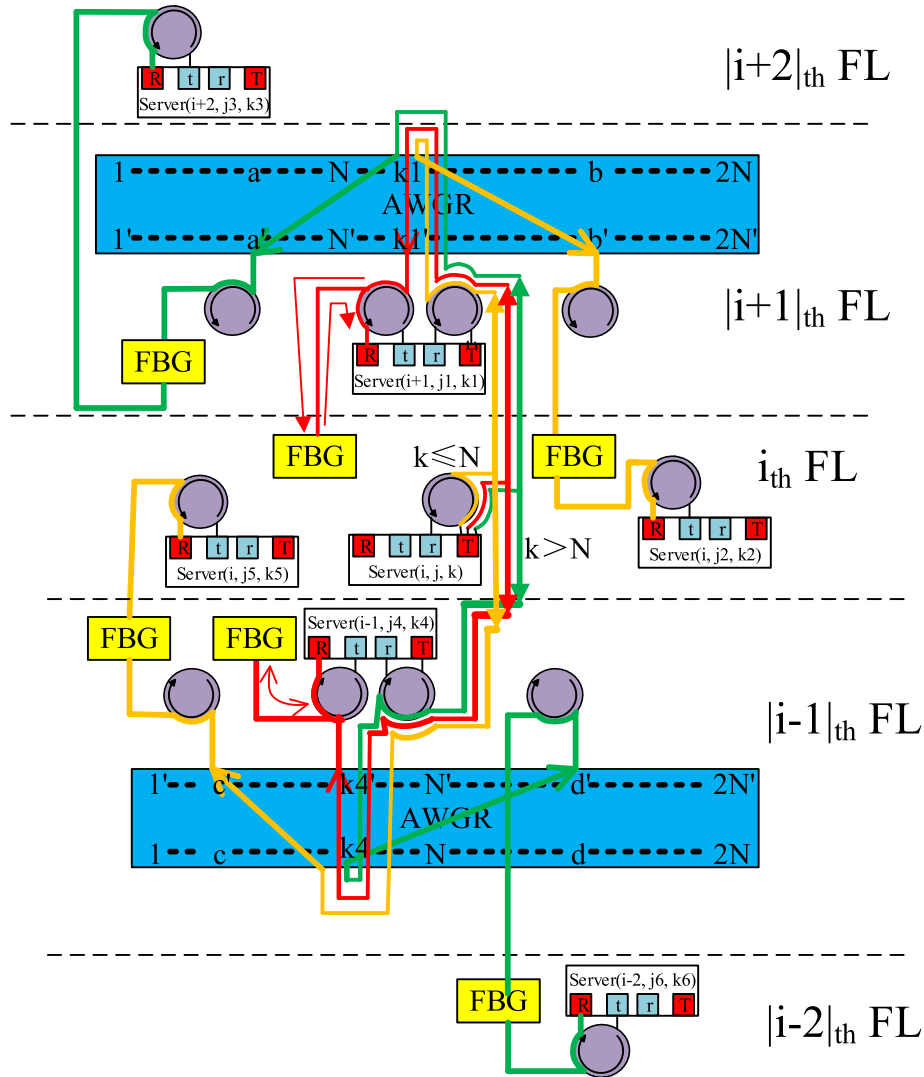 R t r T
Server(i+2, j3, k3)
|i+2|th FL
1 a N k1 b 2N
AWGR
1' a' N' k1' b' 2N'
|i+1|th FL
FBG
R t r T
Server(i+1, j1, k1)
FBG
k≤N
FBG
ith FL
R t r T
Server(i, j5, k5)
R t r T
Server(i, j, k)
k>N
R t r T
Server(i, j2, k2)
FBG
FBG
Server(i-1, j4, k4)
R t r T
|i-1|th FL
1' c' k4' N' d' 2N'
AWGR
1 c k4 N d 2N
FBG
Server(i-2, j6, k6)
R t r T
|i-2|th FL